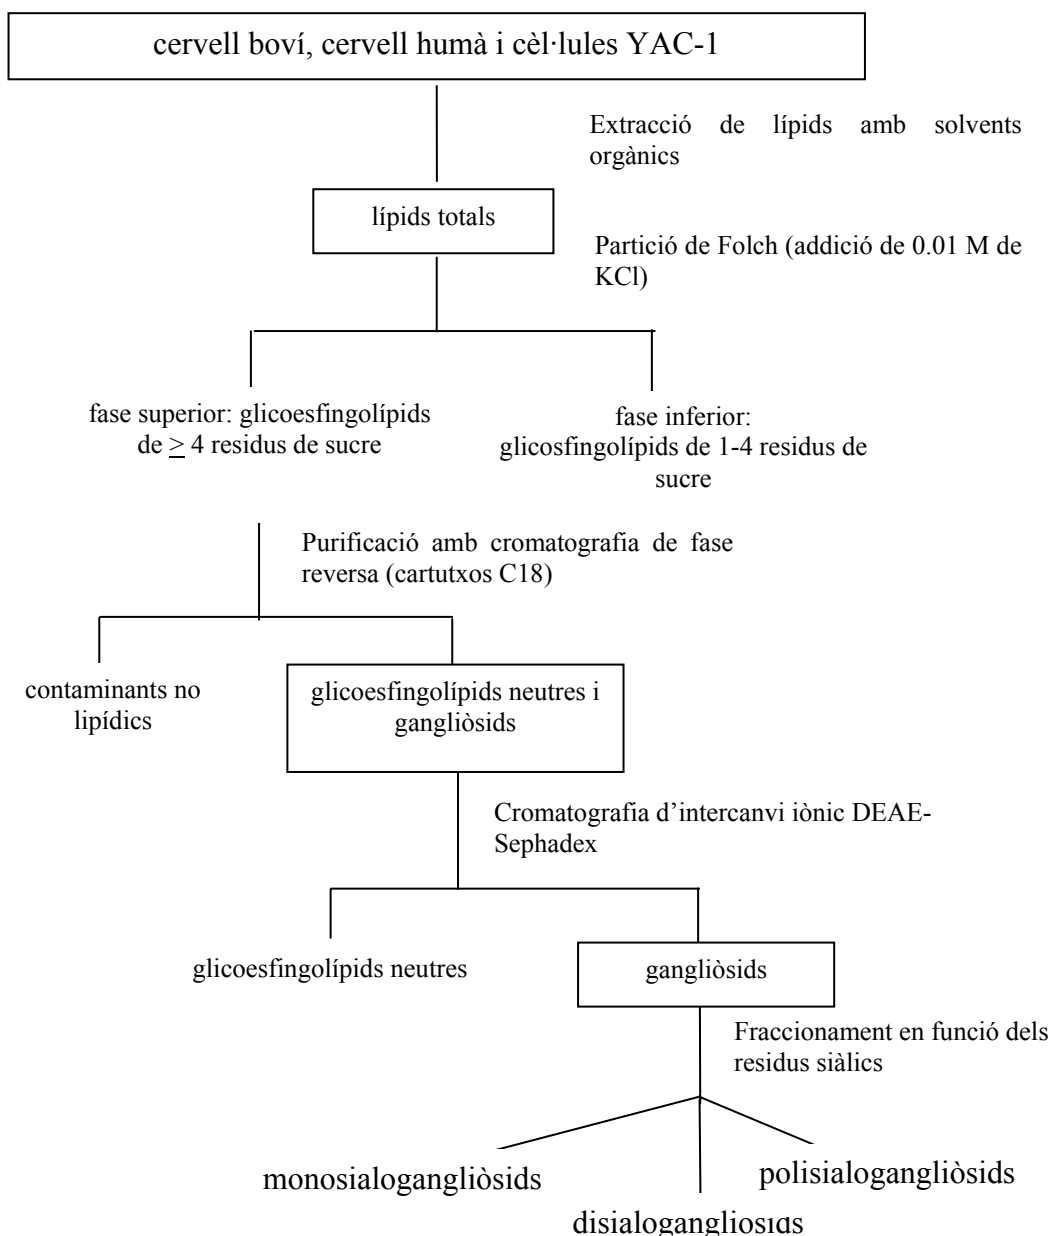 cervell boví, cervell humà i cèl·lules YAC-1
Extracció de lípids amb solvents
orgànics
lípids totals
Partició de Folch (addició de 0.01 M de
KCl)
fase superior: glicoesfingolípids
de ≥ 4 residus de sucre
fase inferior:
glicosfingolípids de 1-4 residus de
sucre
Purificació amb cromatografia de fase
reversa (cartutxos C18)
contaminants no
lipídics
glicoesfingolípids neutres i
gangliòsids
Cromatografia d’intercanvi iònic DEAE-
Sephadex
glicoesfingolípids neutres
gangliòsids
Fraccionament en funció dels
residus siàlics
monosialogangliòsids
polisialogangliòsids
disialogangliosids